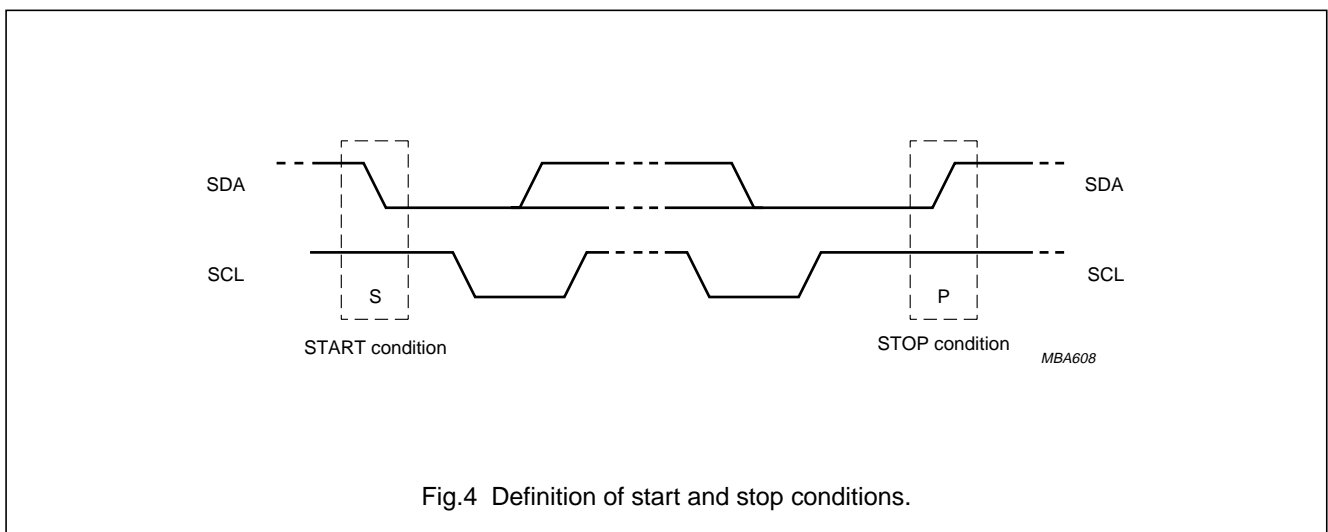 SDA SDA
SCL SCL
S P
START condition STOP condition
MBA608
Fig.4 Definition of start and stop conditions.